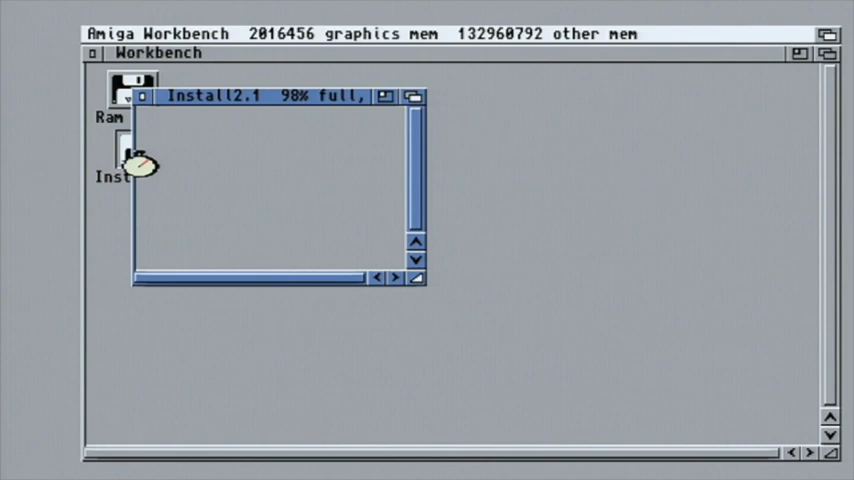 Amiga Workbench 2016456 graphics mem 132960792 other mem
Workbench
Install2.1 98% full,
Ram
Inst